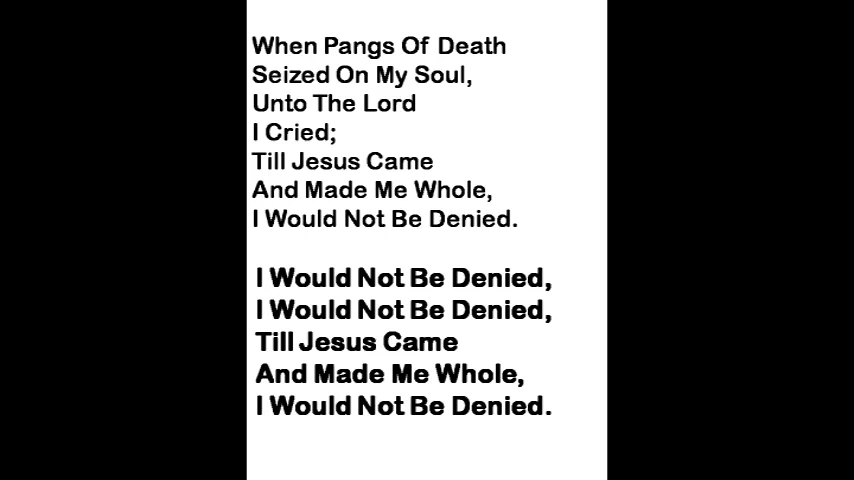 When Pangs Of Death
Seized On My Soul,
Unto The Lord
I Cried;
Till Jesus Came
And Made Me Whole,
I Would Not Be Denied.
I Would Not Be Denied,
I Would Not Be Denied,
Till Jesus Came
And Made Me Whole,
I Would Not Be Denied.